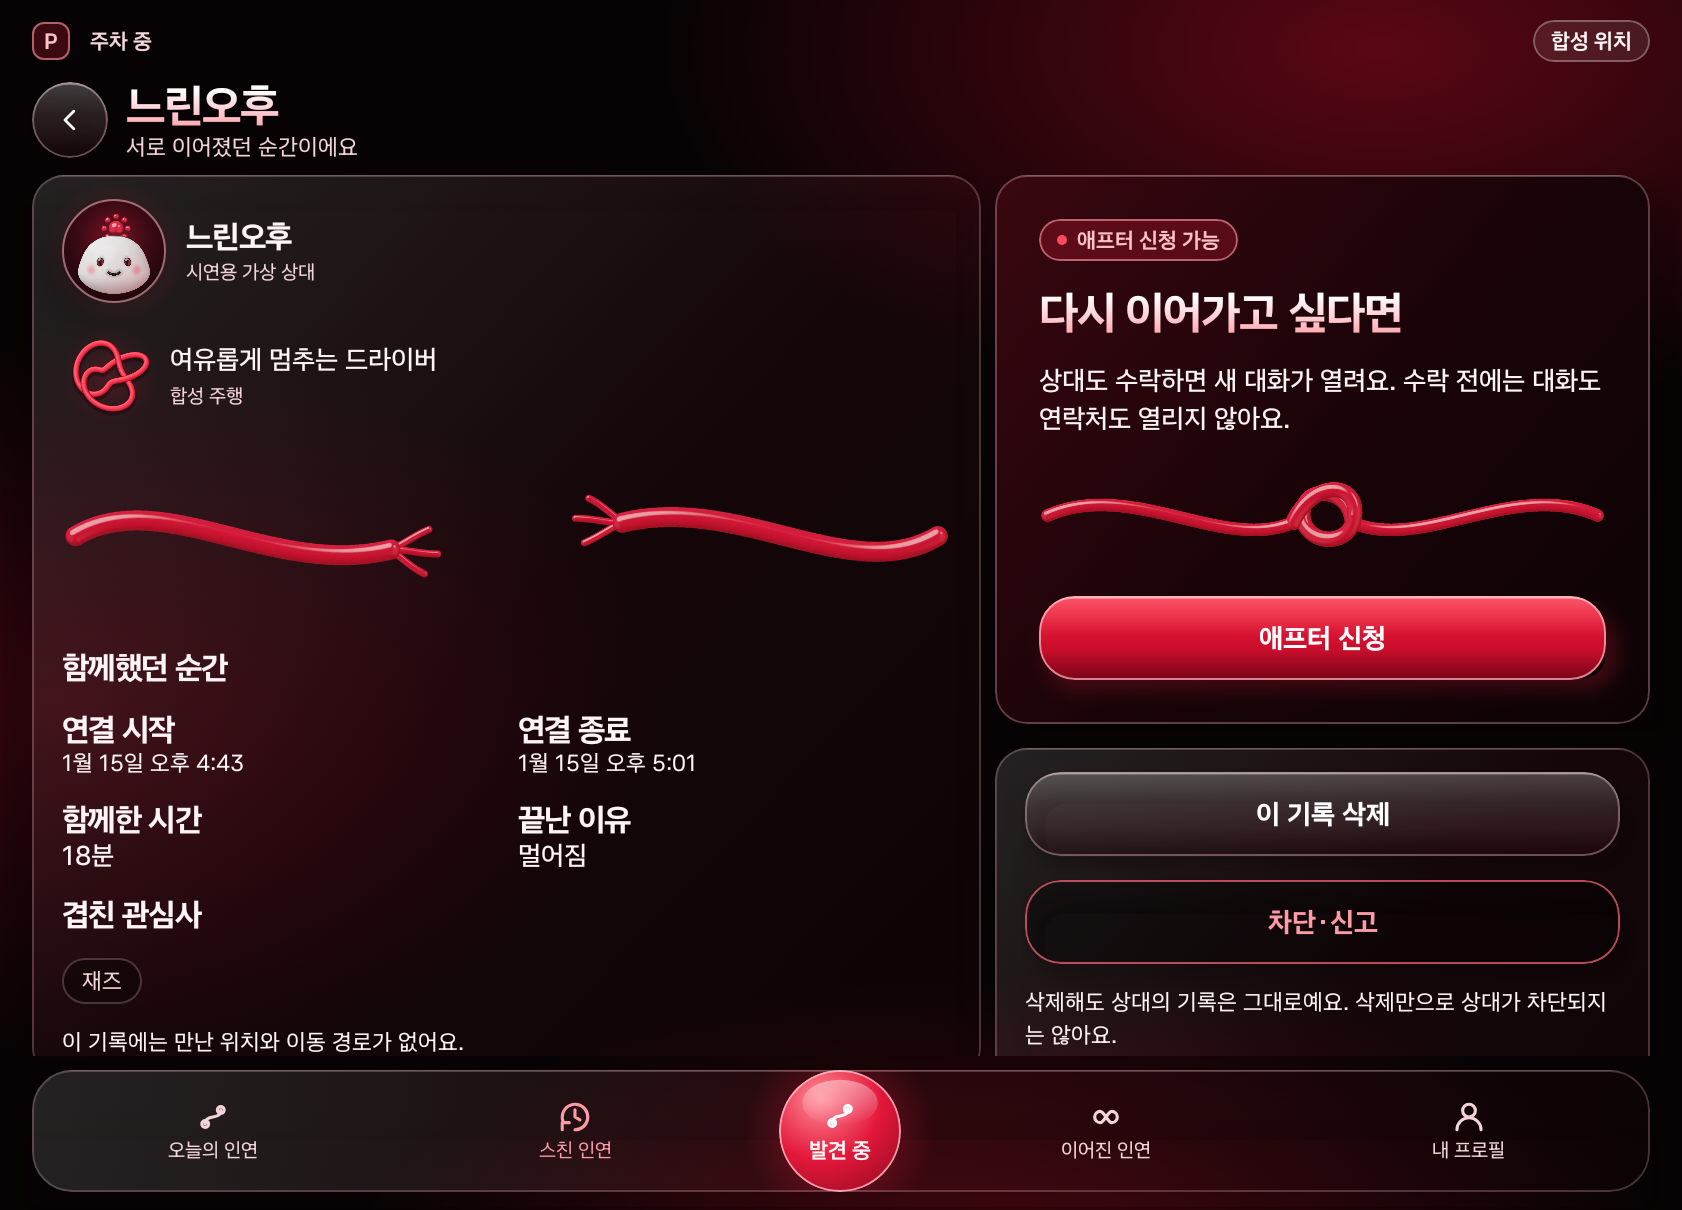 P 주차 중
합성 위치
느린오후
서로 이어졌던 순간이에요
느린오후
시연용 가상 상대
여유롭게 멈추는 드라이버
합성 주행
함께했던 순간
연결 시작
1월 15일 오후 4:43
연결 종료
1월 15일 오후 5:01
함께한 시간
18분
끝난 이유
멀어짐
겹친 관심사
재즈
이 기록에는 만난 위치와 이동 경로가 없어요.
애프터 신청 가능
다시 이어가고 싶다면
상대도 수락하면 새 대화가 열려요. 수락 전에는 대화도
연락처도 열리지 않아요.
애프터 신청
이 기록 삭제
차단·신고
삭제해도 상대의 기록은 그대로예요. 삭제만으로 상대가 차단되지
는 않아요.
오늘의 인연
스친 인연
발견 중
이어진 인연
내 프로필